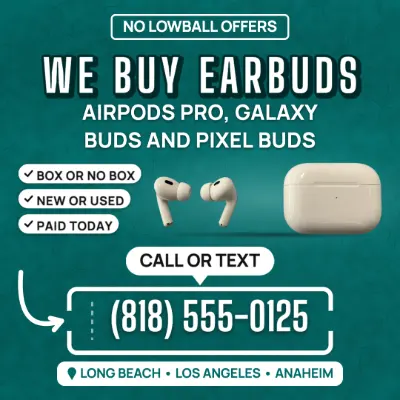 NO LOWBALL OFFERS
WE BUY EARBUDS
AIRPODS PRO, GALAXY
BUDS AND PIXEL BUDS
BOX OR NO BOX
NEW OR USED
PAID TODAY
CALL OR TEXT
(818) 555-0125
LONG BEACH • LOS ANGELES • ANAHEIM